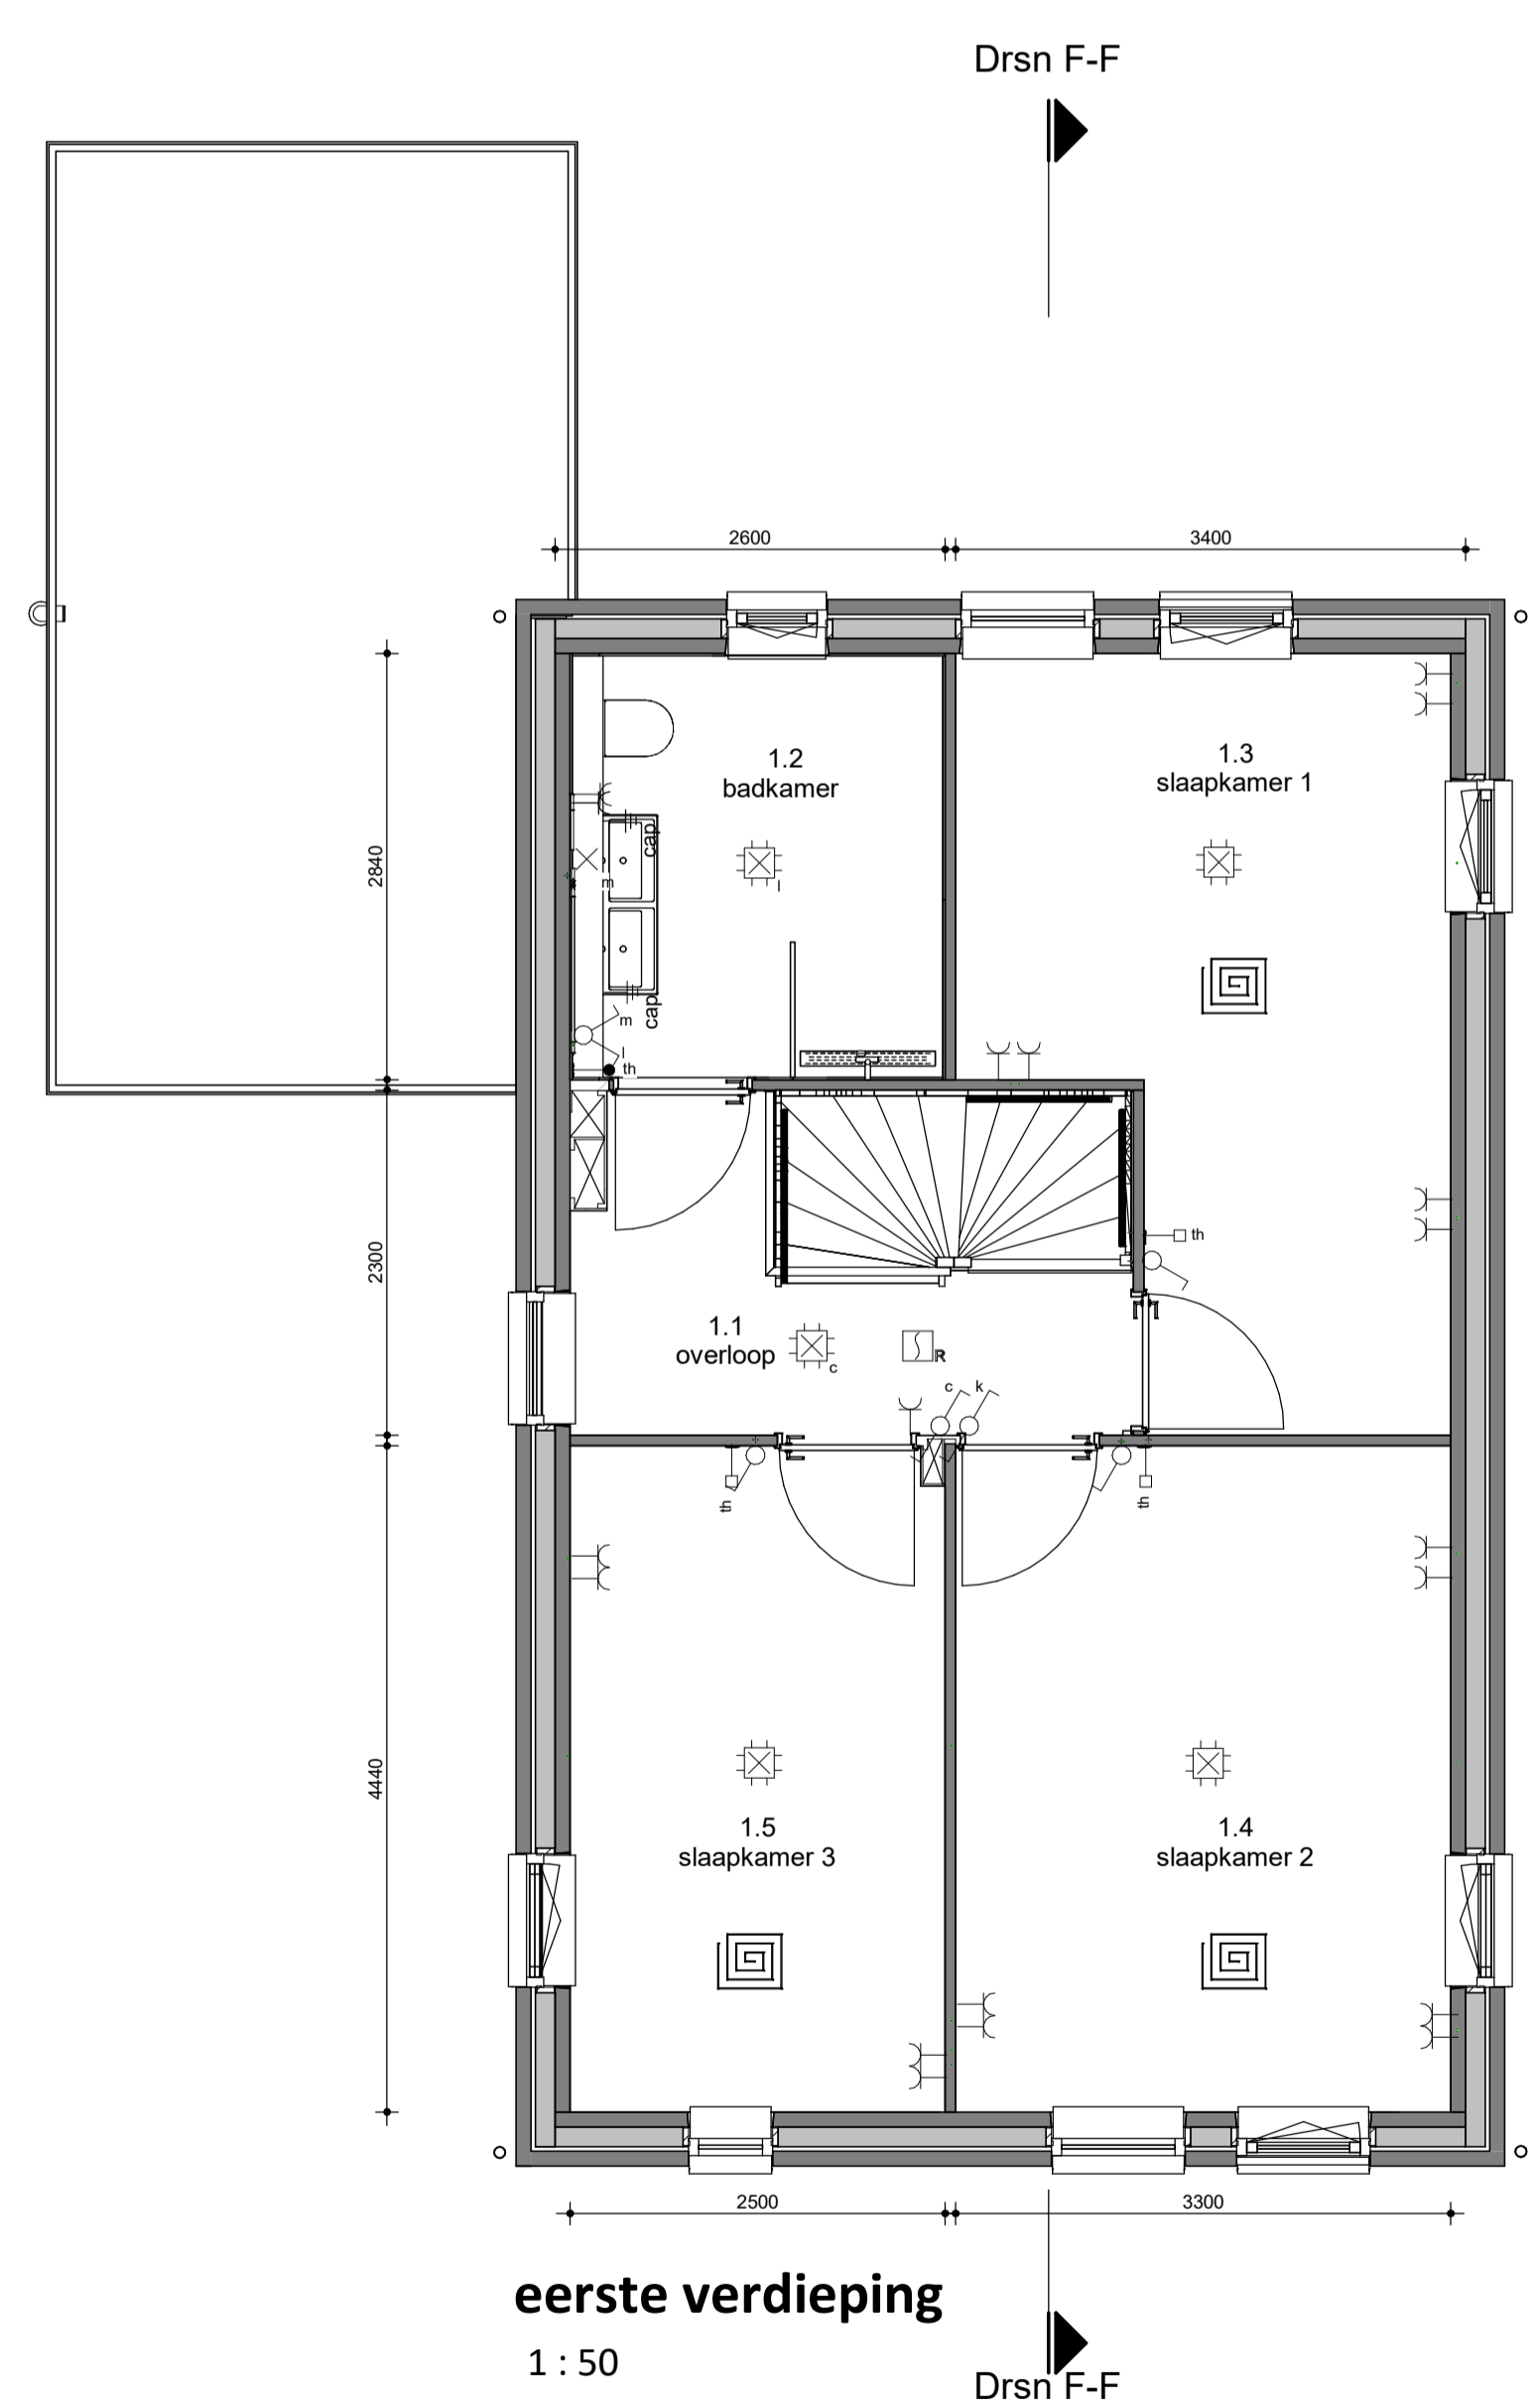 Drsn F-F
2600
3400
1.2
badkamer
1.3
slaapkamer 1
2840
cap
m
l
cap
m
l
th
2300
th
1.1
overloop
c
R
c
k
th
th
4440
1.5
slaapkamer 3
1.4
slaapkamer 2
2500
3300
eerste verdieping
1 : 50
Drsn F-F